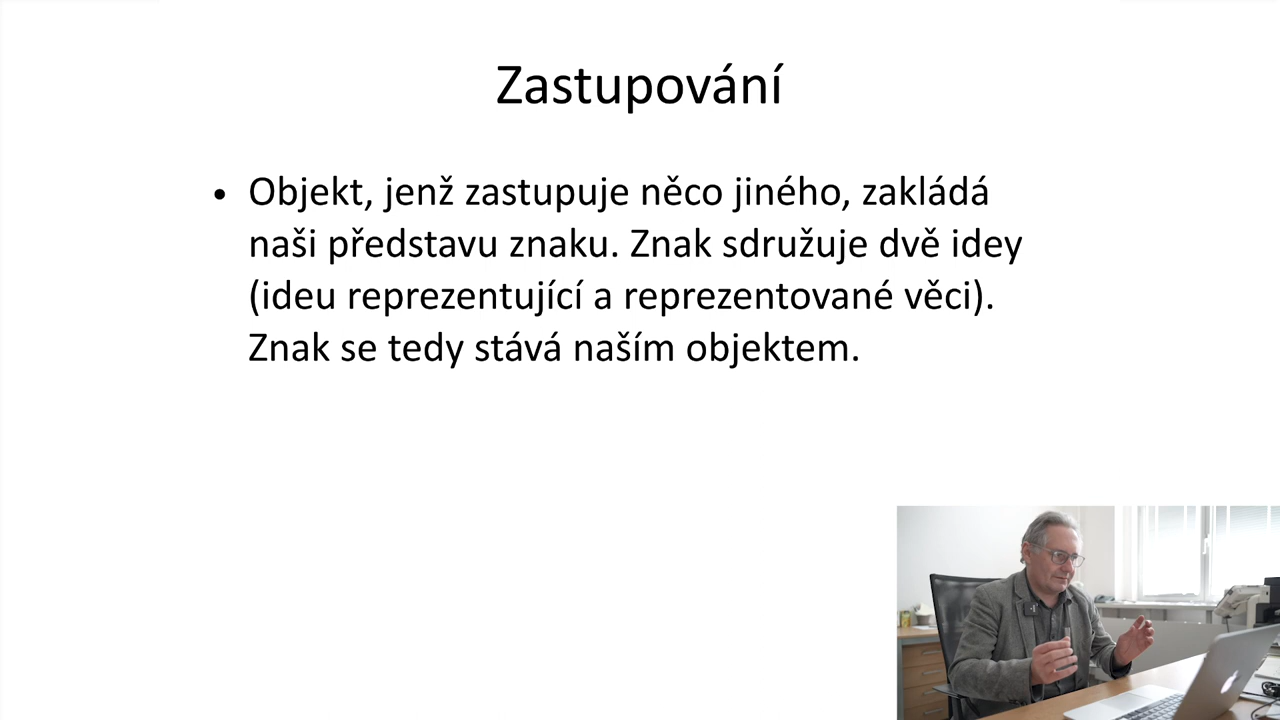 Zastupování
• Objekt, jenž zastupuje něco jiného, zakládá
naši představu znaku. Znak sdružuje dvě idey
(ideu reprezentující a reprezentované věci).
Znak se tedy stává naším objektem.